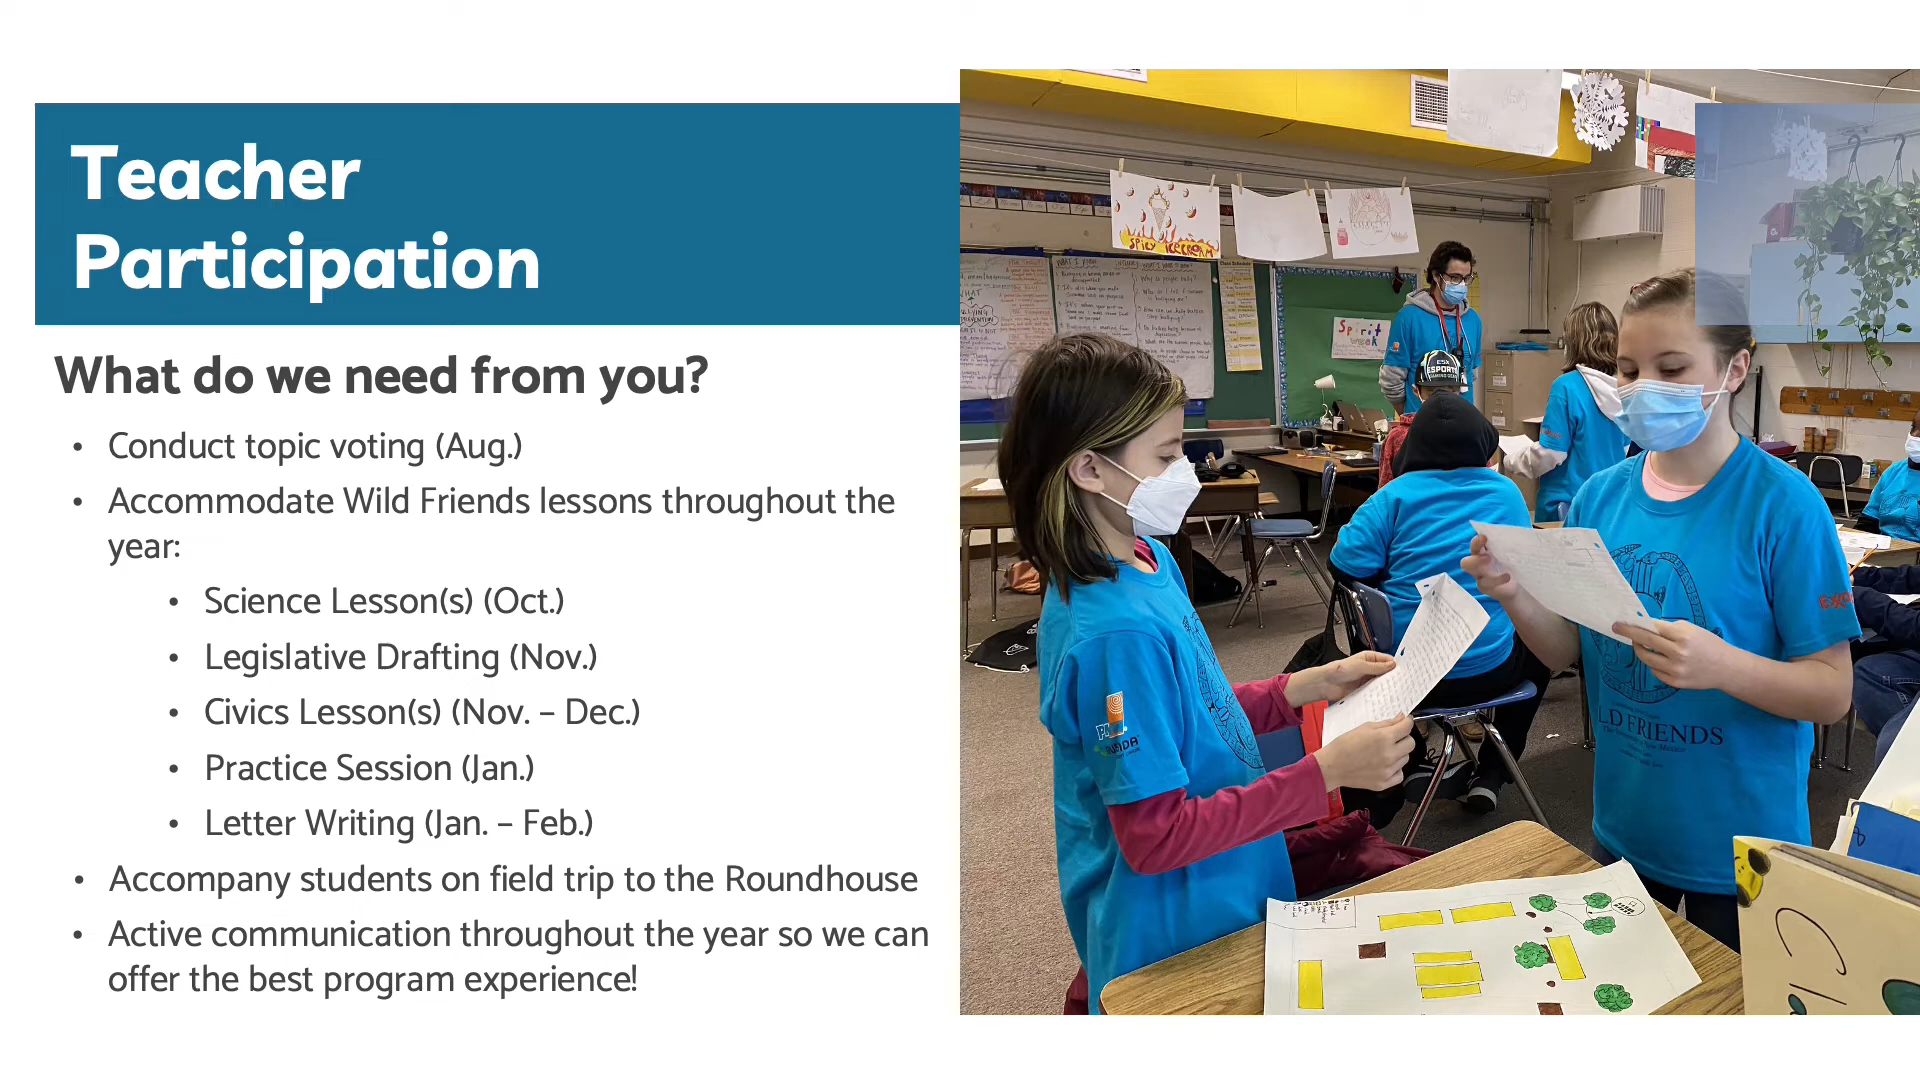 Teacher
Participation
What do we need from you?
• Conduct topic voting (Aug.)
• Accommodate Wild Friends lessons throughout the
year:
• Science Lesson(s) (Oct.)
• Legislative Drafting (Nov.)
• Civics Lesson(s) (Nov. – Dec.)
• Practice Session (Jan.)
• Letter Writing (Jan. – Feb.)
• Accompany students on field trip to the Roundhouse
• Active communication throughout the year so we can
offer the best program experience!
SPICY ICECREAM
Spirit
week
ESPORTS
LD FRIENDS